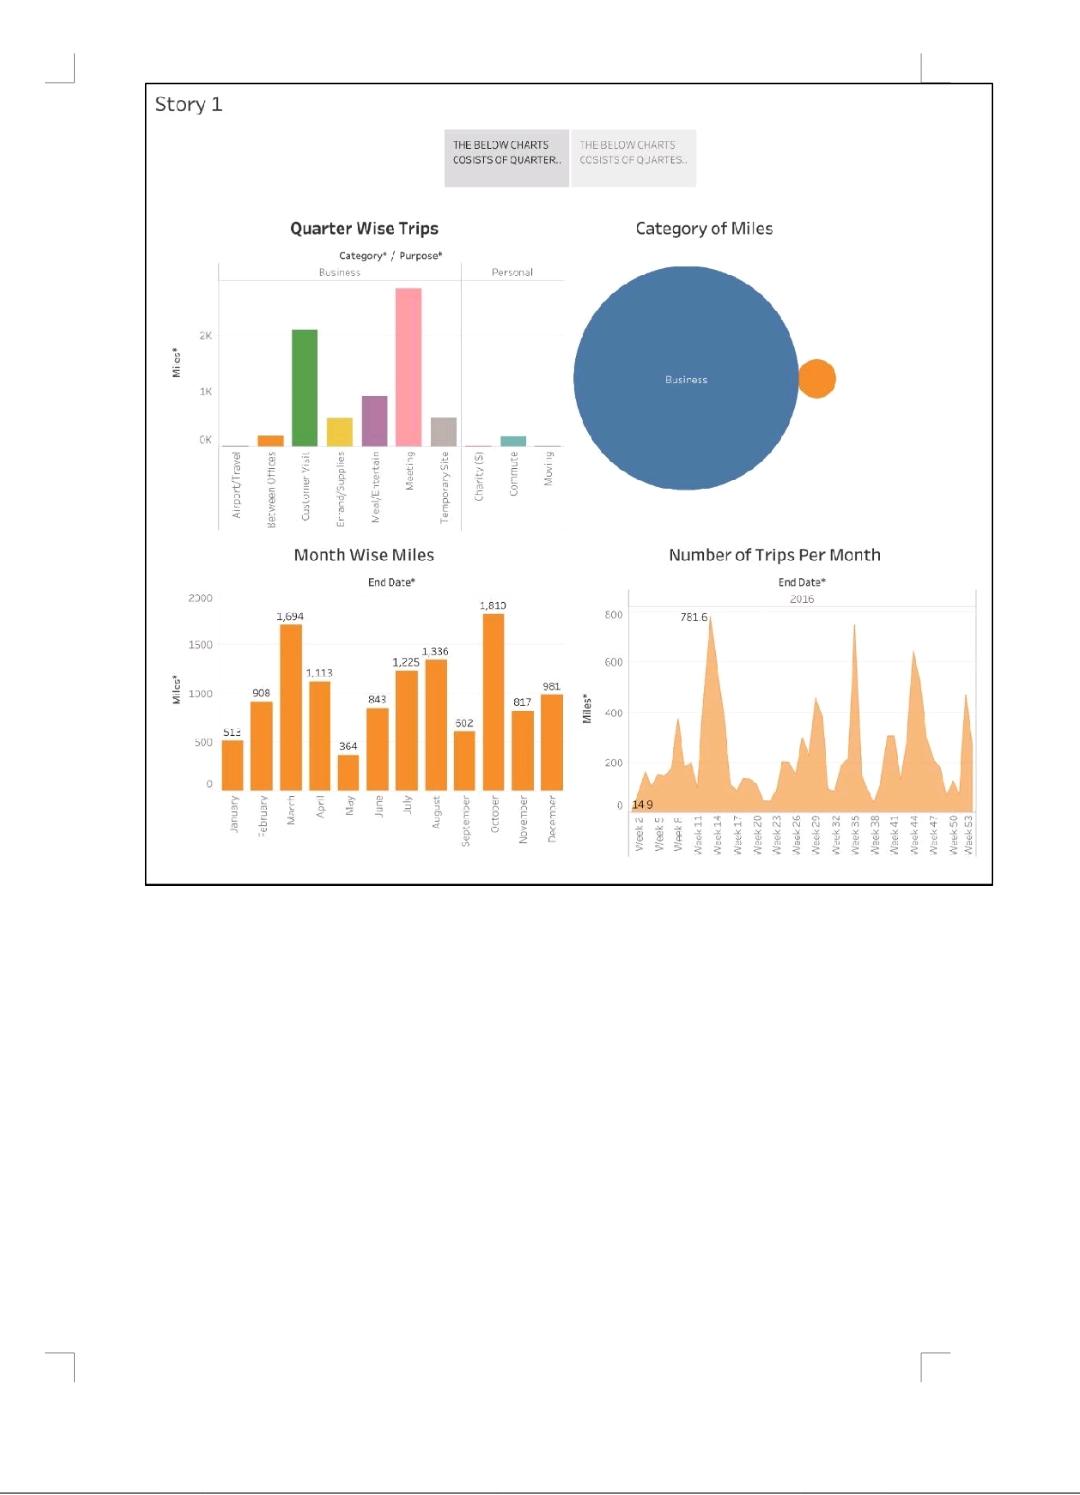 Story 1
THE BELOW CHARTS
COSISTS OF QUARTER..
THE BELOW CHARTS
COSISTS OF QUARTES..
Quarter Wise Trips
Category* / Purpose*
Business
Personal
Miles*
2K
1K
0K
Airport/Travel
Between Offices
Customer Visit
Errand/Supplies
Meal/Entertain
Meeting
Temporary Site
Charity ($)
Commute
Moving
Category of Miles
Business
Month Wise Miles
End Date*
Miles*
2000
1500
1000
500
0
513
908
1,694
1,113
364
843
1,225
1,336
602
1,810
817
981
January
February
March
April
May
June
July
August
September
October
November
December
Number of Trips Per Month
End Date*
2016
Miles*
800
600
400
200
0
781.6
14.9
Week 2
Week 5
Week 8
Week 11
Week 14
Week 17
Week 20
Week 23
Week 26
Week 29
Week 32
Week 35
Week 38
Week 41
Week 44
Week 47
Week 50
Week 53